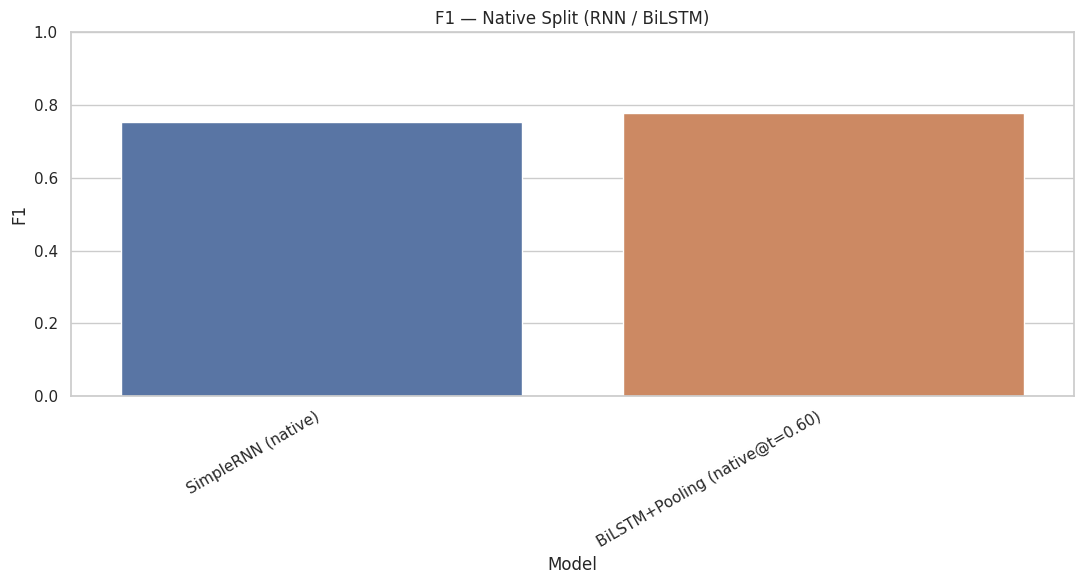 F1 — Native Split (RNN / BiLSTM)
1.0
0.8
0.6
0.4
0.2
0.0
F1
SimpleRNN (native)
BiLSTM+Pooling (native@t=0.60)
Model